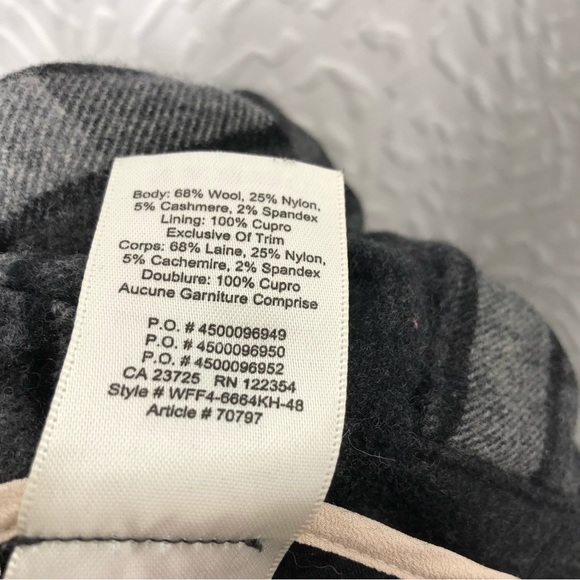 Body: 68% Wool, 25% Nylon,
5% Cashmere, 2% Spandex
Lining: 100% Cupro
Exclusive Of Trim
Corps: 68% Laine, 25% Nylon,
5% Cachemire, 2% Spandex
Doublure: 100% Cupro
Aucune Garniture Comprise
P.O. # 4500096949
P.O. # 4500096950
P.O. # 4500096952
CA 23725 RN 122354
Style # WFF4-6664KH-48
Article # 70797